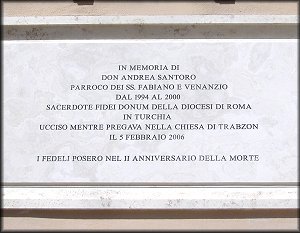 IN MEMORIA DI
DON ANDREA SANTORO
PARROCO DEI SS. FABIANO E VENANZIO
DAL 1994 AL 2000
SACERDOTE FIDEI DONUM DELLA DIOCESI DI ROMA
IN TURCHIA
UCCISO MENTRE PREGAVA NELLA CHIESA DI TRABZON
IL 5 FEBBRAIO 2006
I FEDELI POSERO NEL II ANNIVERSARIO DELLA MORTE